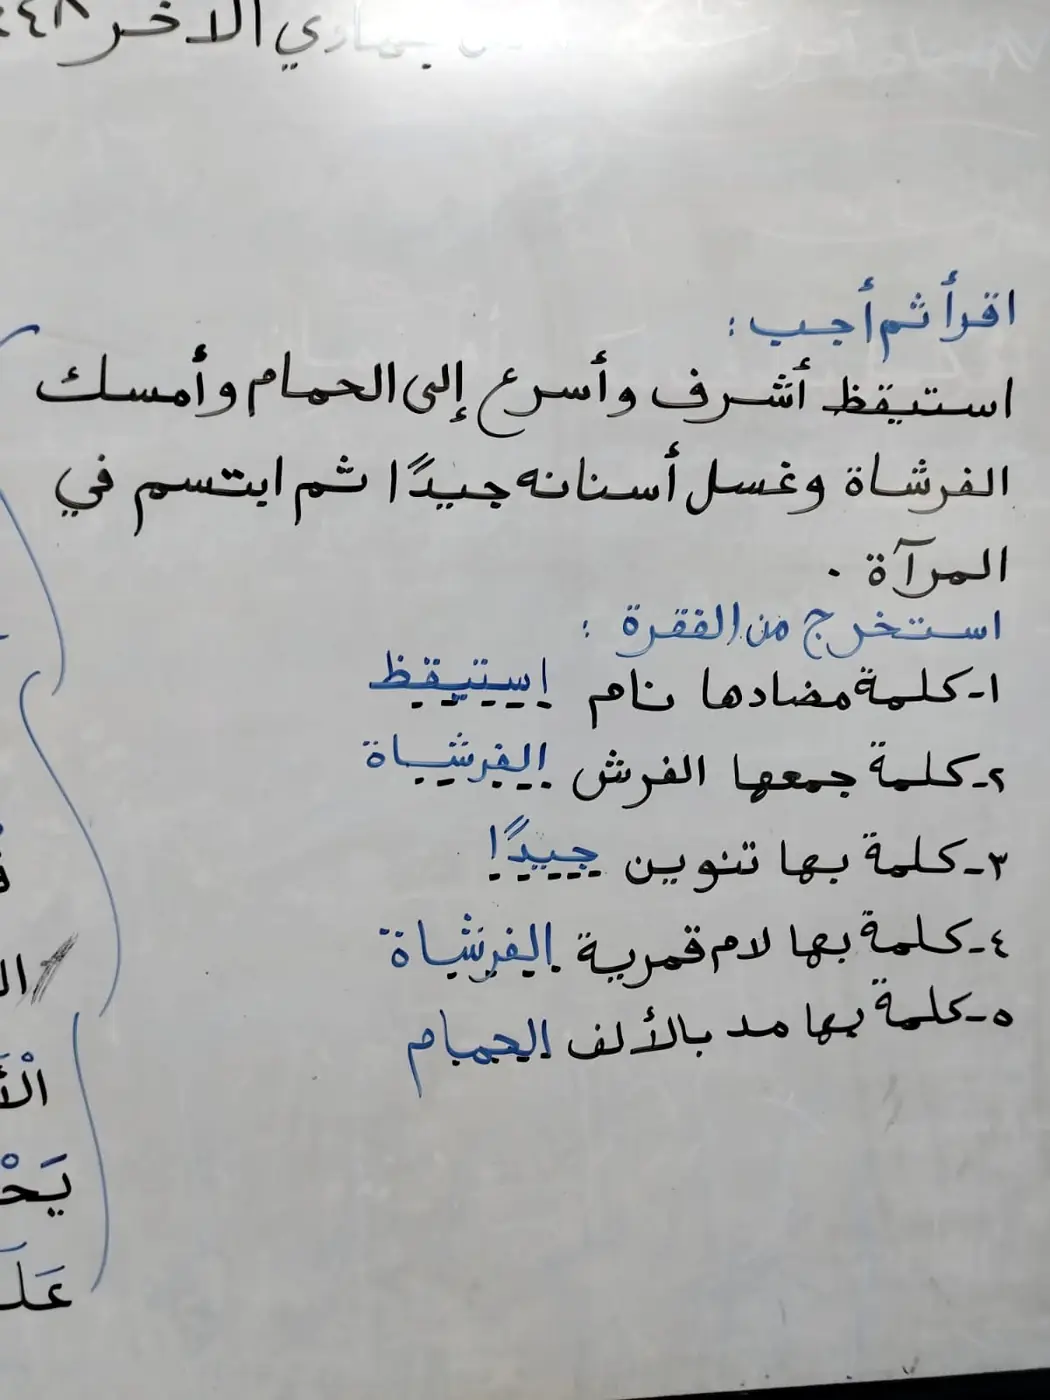 جمادي الآخر
اقرأ ثم أجب :
استيقظ أشرف وأسرع إلى الحمام وأمسك
الفرشاة وغسل أسنانه جيدًا ثم ابتسم في
المرآة .
استخرج من الفقرة :
١-كلمة مضادها نام استيقظ
٢-كلمة جمعها الفرش الفرشاة
٣-كلمة بها تنوين جيدًا
٤-كلمة بها لام قمرية الفرشاة
٥-كلمة بها مد بالألف الحمام